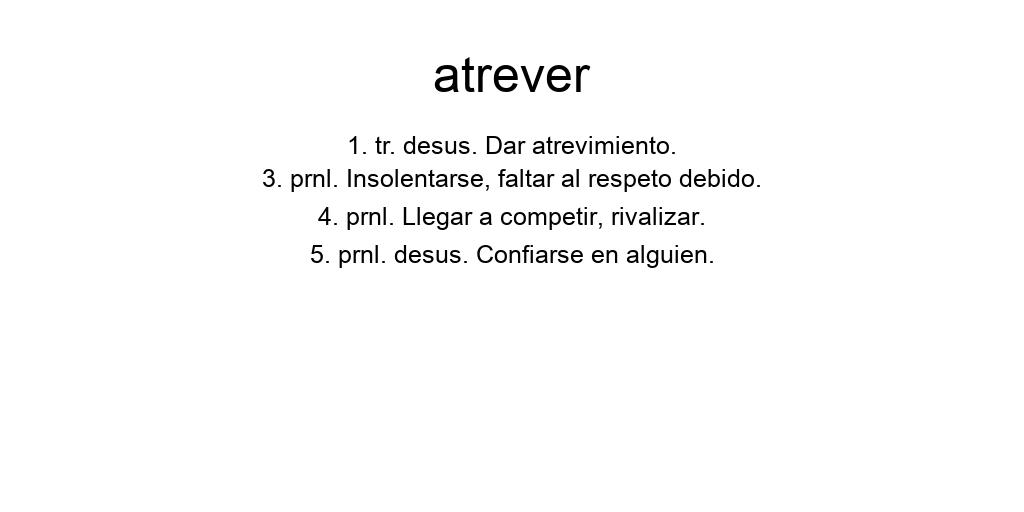 atrever
1. tr. desus. Dar atrevimiento.
3. prnl. Insolentarse, faltar al respeto debido.
4. prnl. Llegar a competir, rivalizar.
5. prnl. desus. Confiarse en alguien.